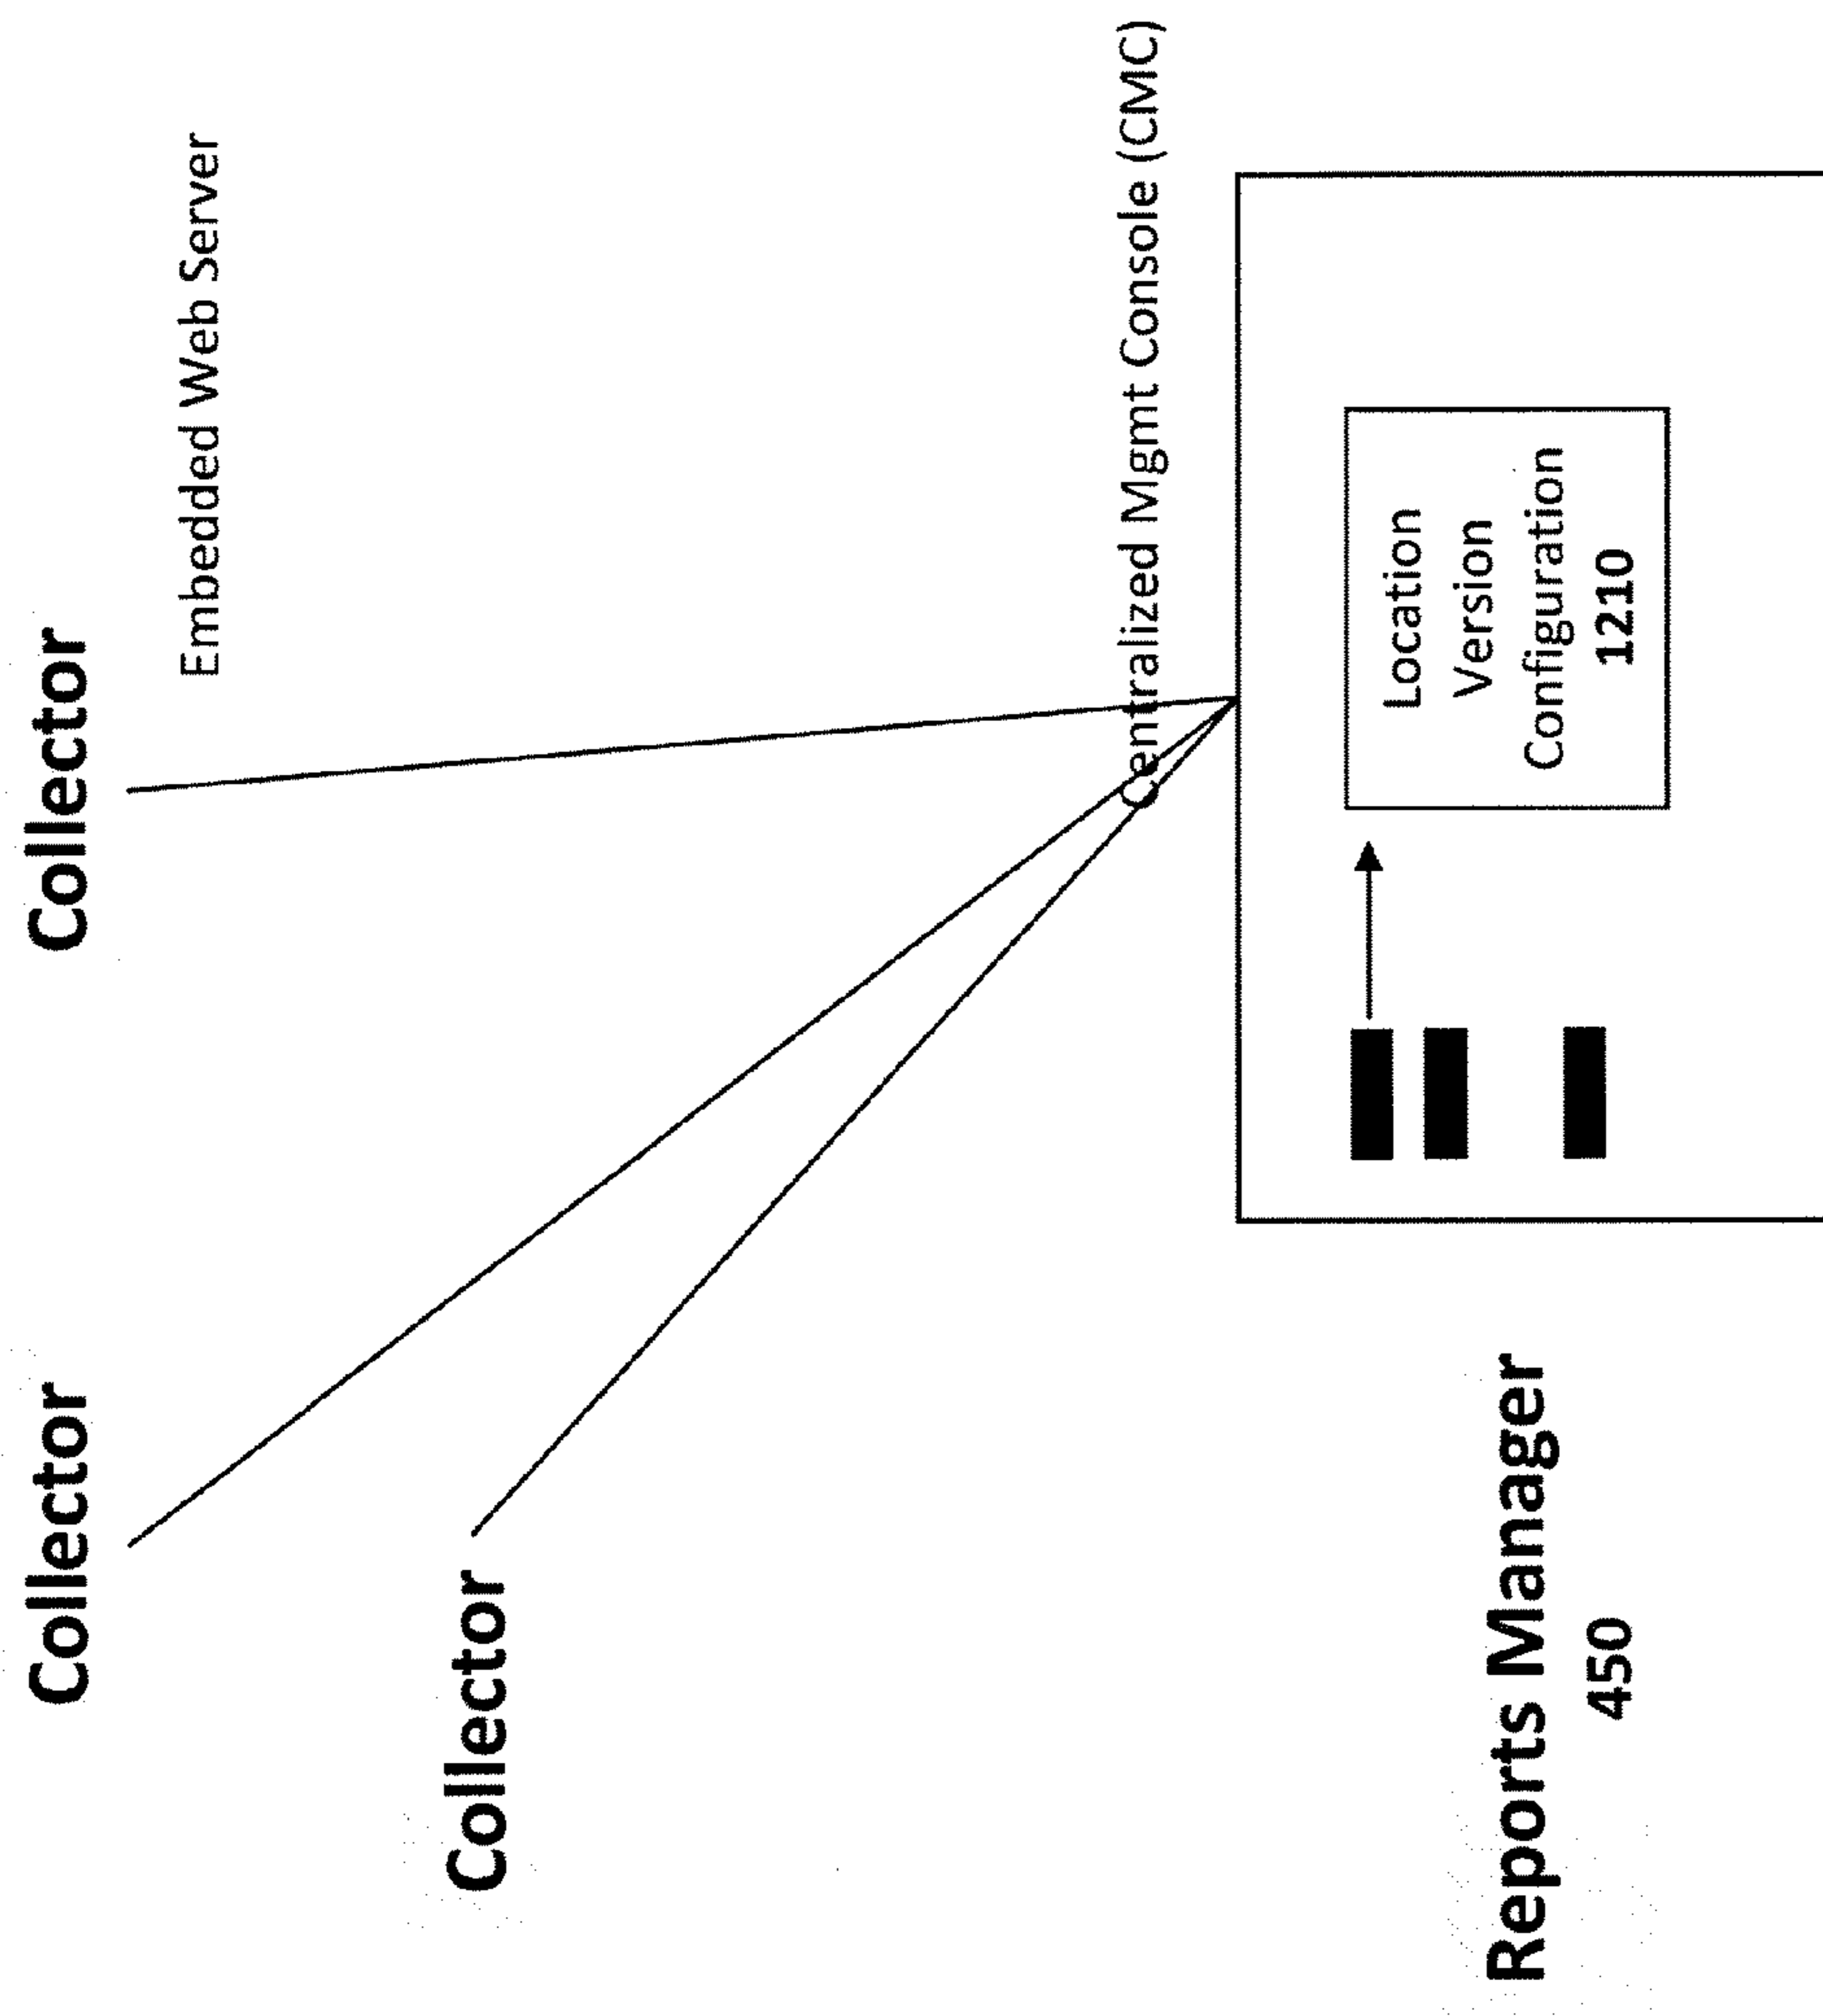 Collector
Collector
Embedded Web Server
Collector
Centralized Mgmt Console (CMC)
Location
Version
Configuration
1210
Reports Manager
450